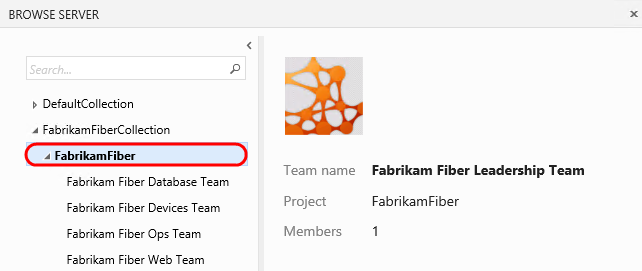 BROWSE SERVER
Search...
DefaultCollection
FabrikamFiberCollection
FabrikamFiber
Fabrikam Fiber Database Team
Fabrikam Fiber Devices Team
Fabrikam Fiber Ops Team
Fabrikam Fiber Web Team
Team name Fabrikam Fiber Leadership Team
Project FabrikamFiber
Members 1